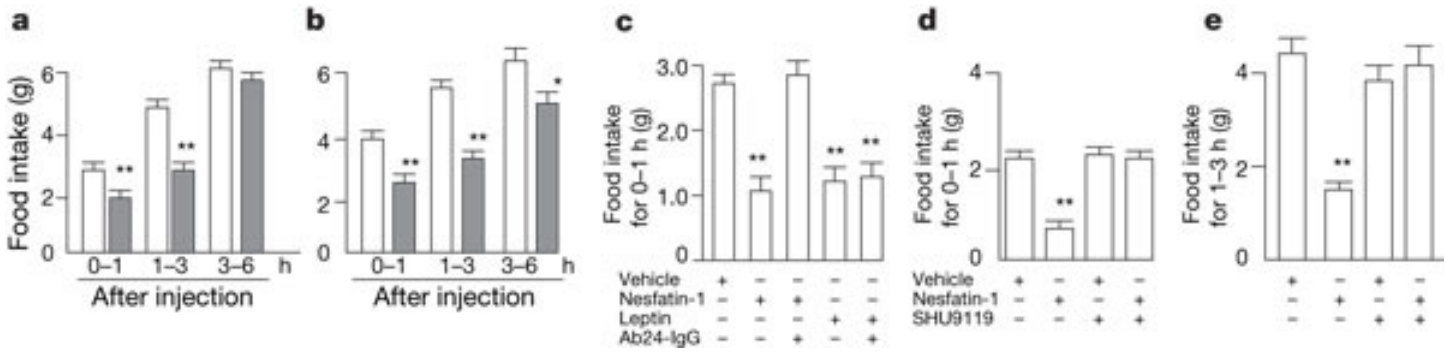 a
Food intake (g)
6
4
2
0
** **
0–1 1–3 3–6 h
After injection
b
6
4
2
0
** ** *
0–1 1–3 3–6 h
After injection
c
Food intake
for 0–1 h (g)
3.0
2.0
1.0
0
** ** **
Vehicle + – – – –
Nesfatin-1 – + + – –
Leptin – – – + +
Ab24-IgG – – + – +
d
Food intake
for 0–1 h (g)
4
2
0
**
Vehicle + – + –
Nesfatin-1 – + – +
SHU9119 – – + +
e
Food intake
for 1–3 h (g)
4
2
0
**
+ – + –
– + – +
– – + +